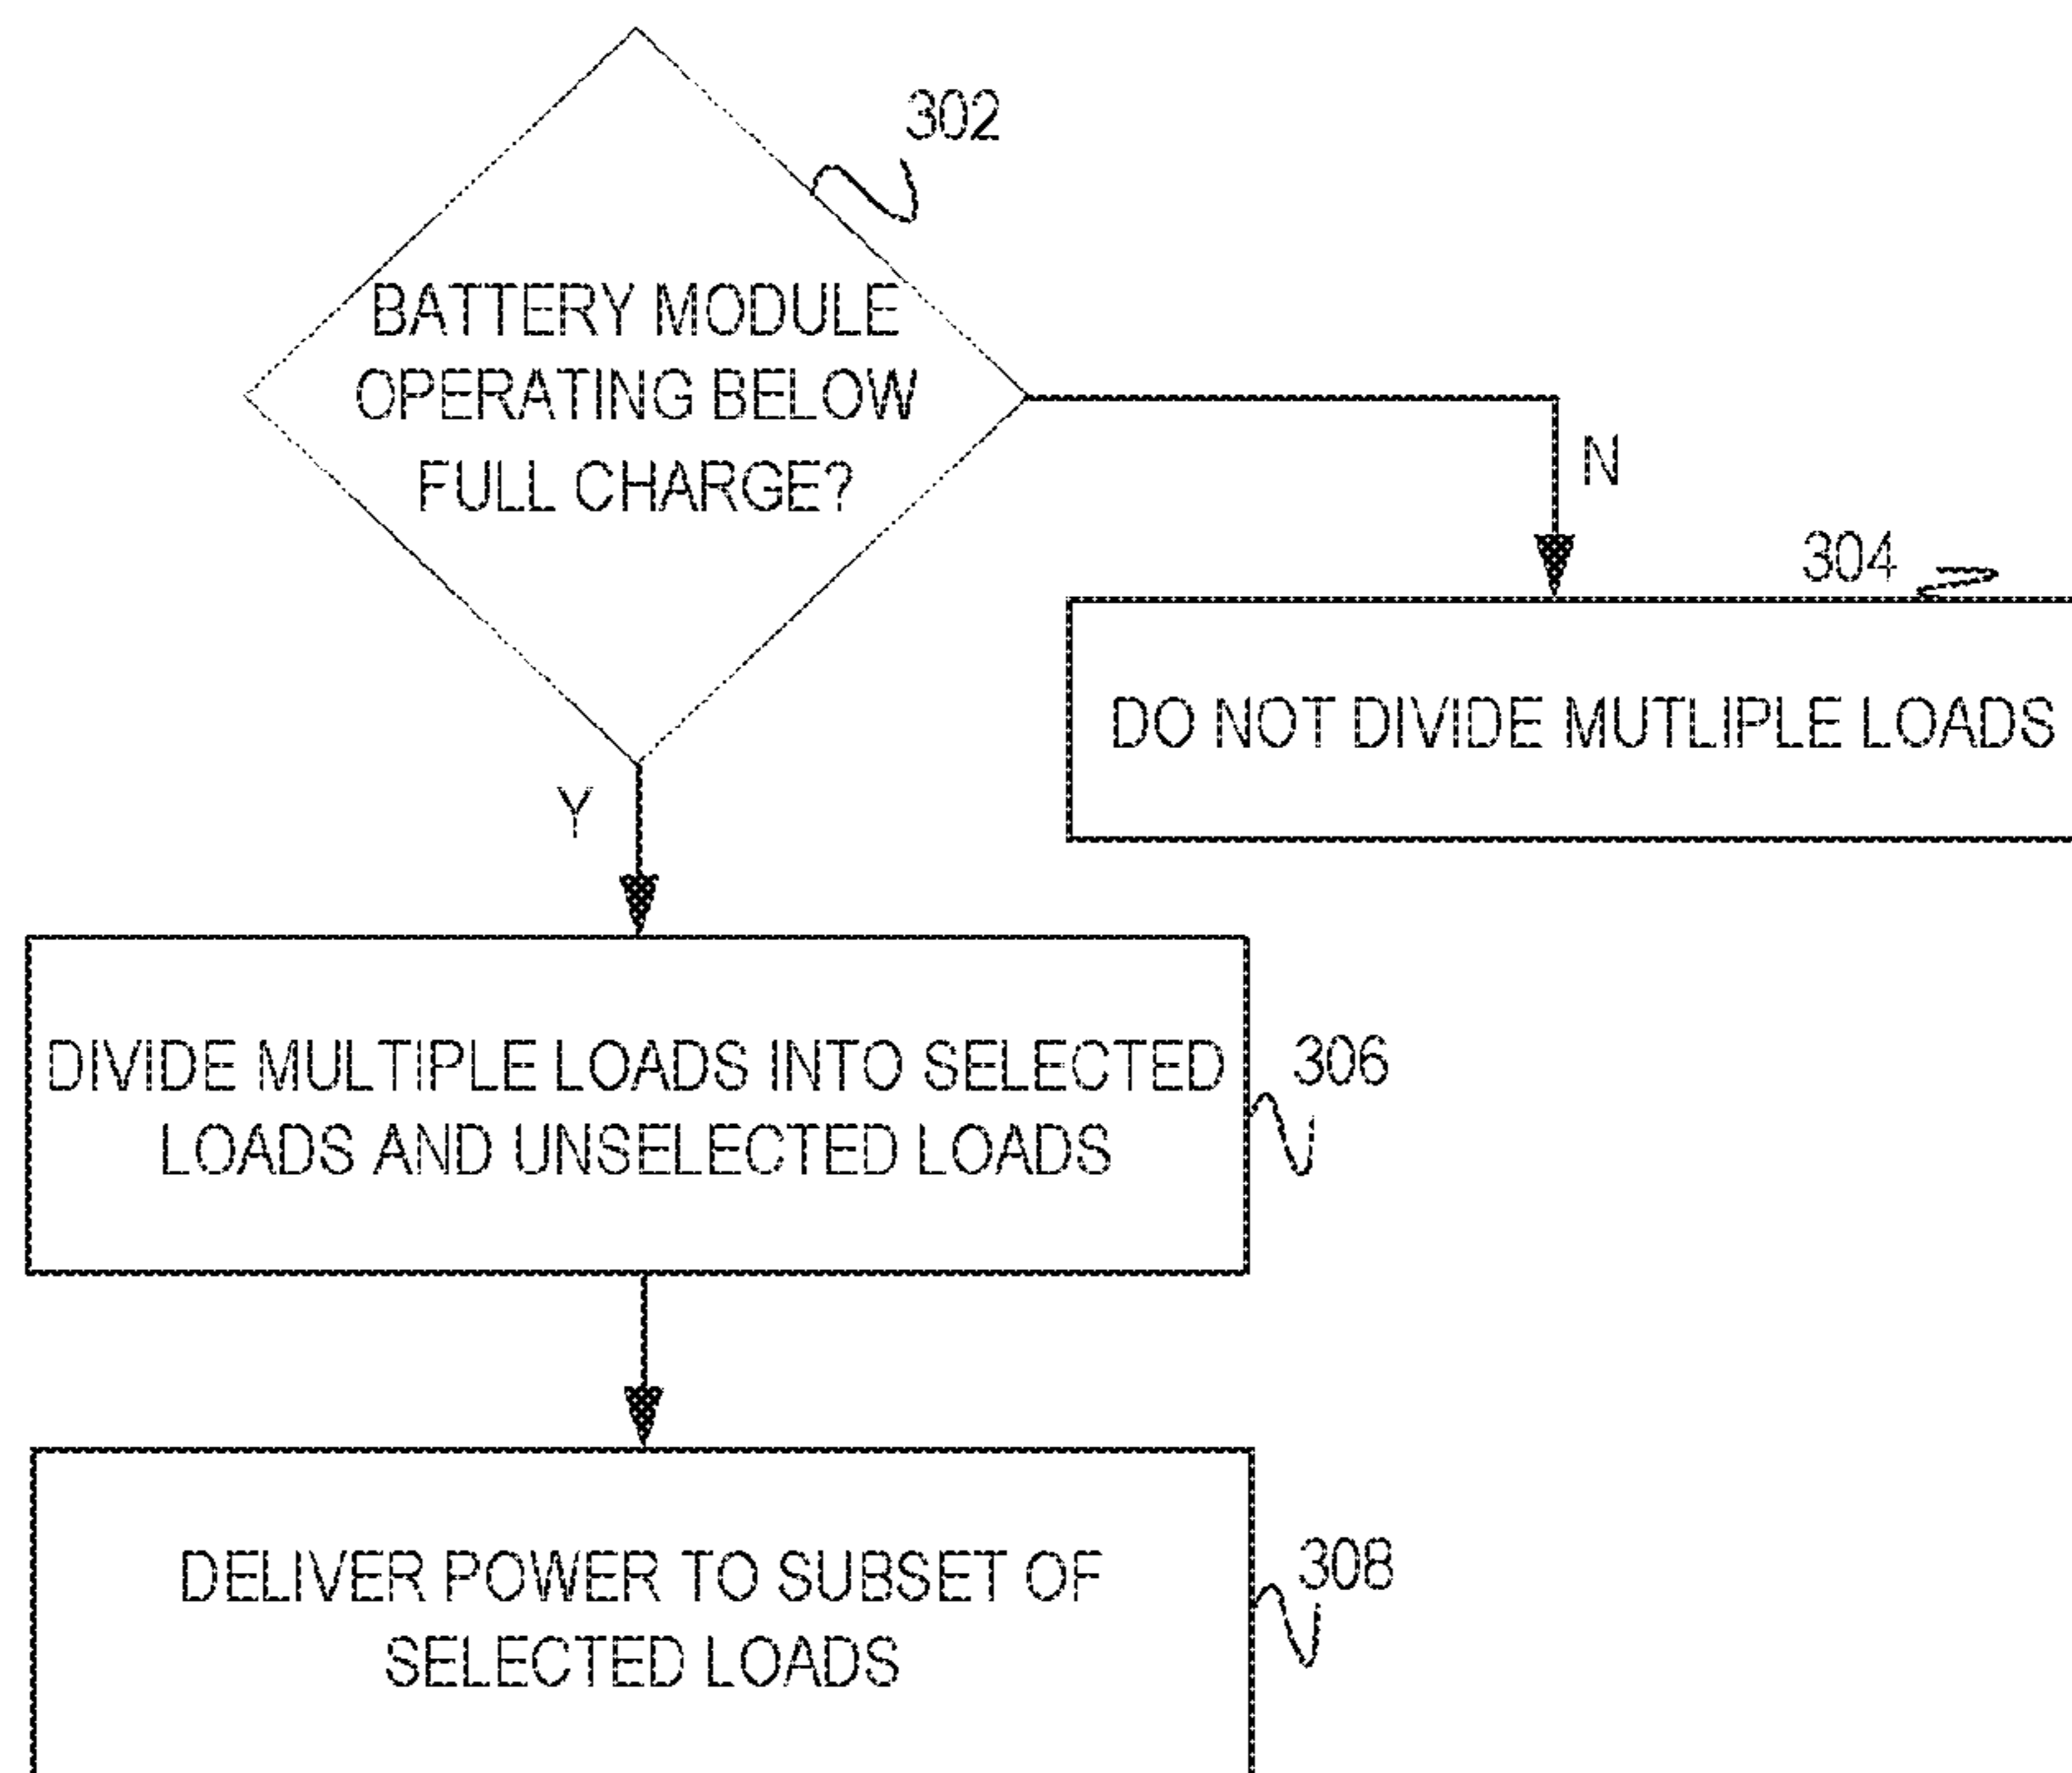 302
BATTERY MODULE
OPERATING BELOW
FULL CHARGE?
N
304
DO NOT DIVIDE MUTLIPLE LOADS
Y
DIVIDE MULTIPLE LOADS INTO SELECTED
LOADS AND UNSELECTED LOADS
306
DELIVER POWER TO SUBSET OF
SELECTED LOADS
308